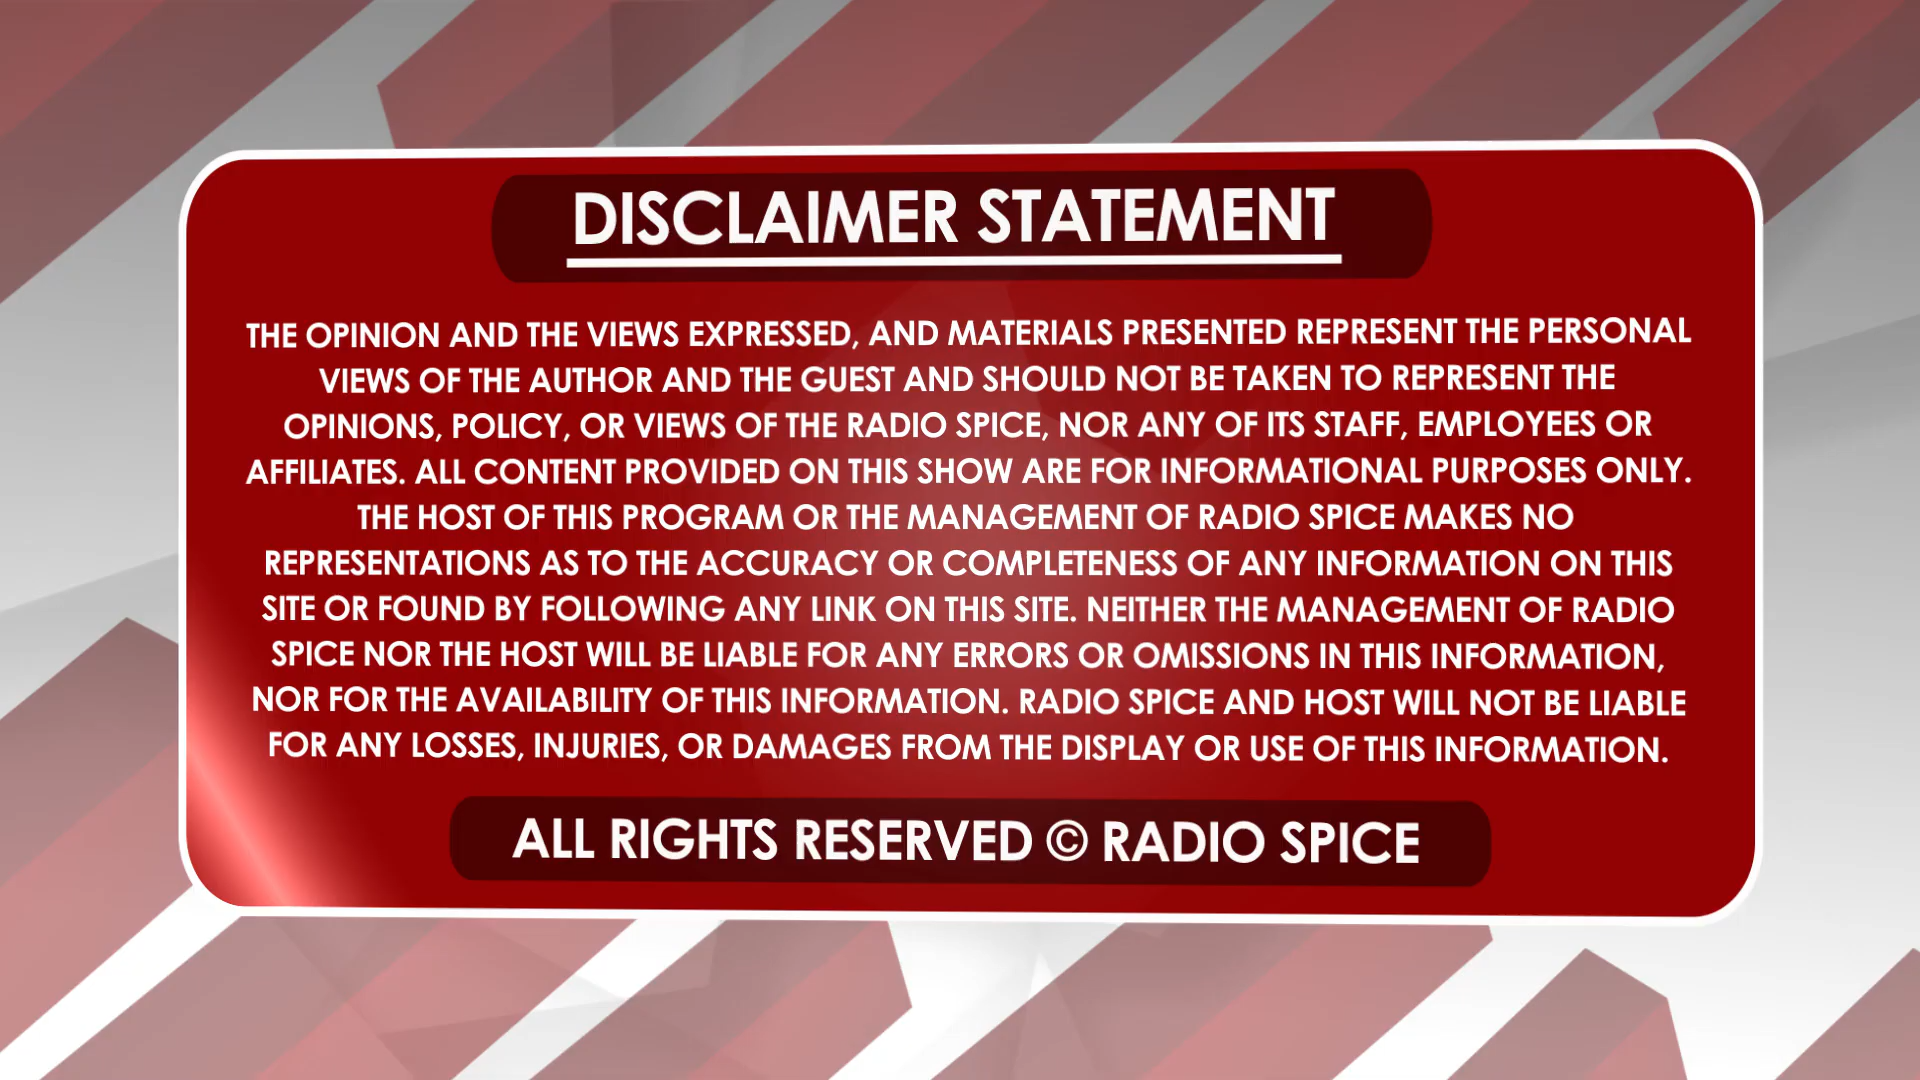 DISCLAIMER STATEMENT
THE OPINION AND THE VIEWS EXPRESSED, AND MATERIALS PRESENTED REPRESENT THE PERSONAL
VIEWS OF THE AUTHOR AND THE GUEST AND SHOULD NOT BE TAKEN TO REPRESENT THE
OPINIONS, POLICY, OR VIEWS OF THE RADIO SPICE, NOR ANY OF ITS STAFF, EMPLOYEES OR
AFFILIATES. ALL CONTENT PROVIDED ON THIS SHOW ARE FOR INFORMATIONAL PURPOSES ONLY.
THE HOST OF THIS PROGRAM OR THE MANAGEMENT OF RADIO SPICE MAKES NO
REPRESENTATIONS AS TO THE ACCURACY OR COMPLETENESS OF ANY INFORMATION ON THIS
SITE OR FOUND BY FOLLOWING ANY LINK ON THIS SITE. NEITHER THE MANAGEMENT OF RADIO
SPICE NOR THE HOST WILL BE LIABLE FOR ANY ERRORS OR OMISSIONS IN THIS INFORMATION,
NOR FOR THE AVAILABILITY OF THIS INFORMATION. RADIO SPICE AND HOST WILL NOT BE LIABLE
FOR ANY LOSSES, INJURIES, OR DAMAGES FROM THE DISPLAY OR USE OF THIS INFORMATION.
ALL RIGHTS RESERVED © RADIO SPICE